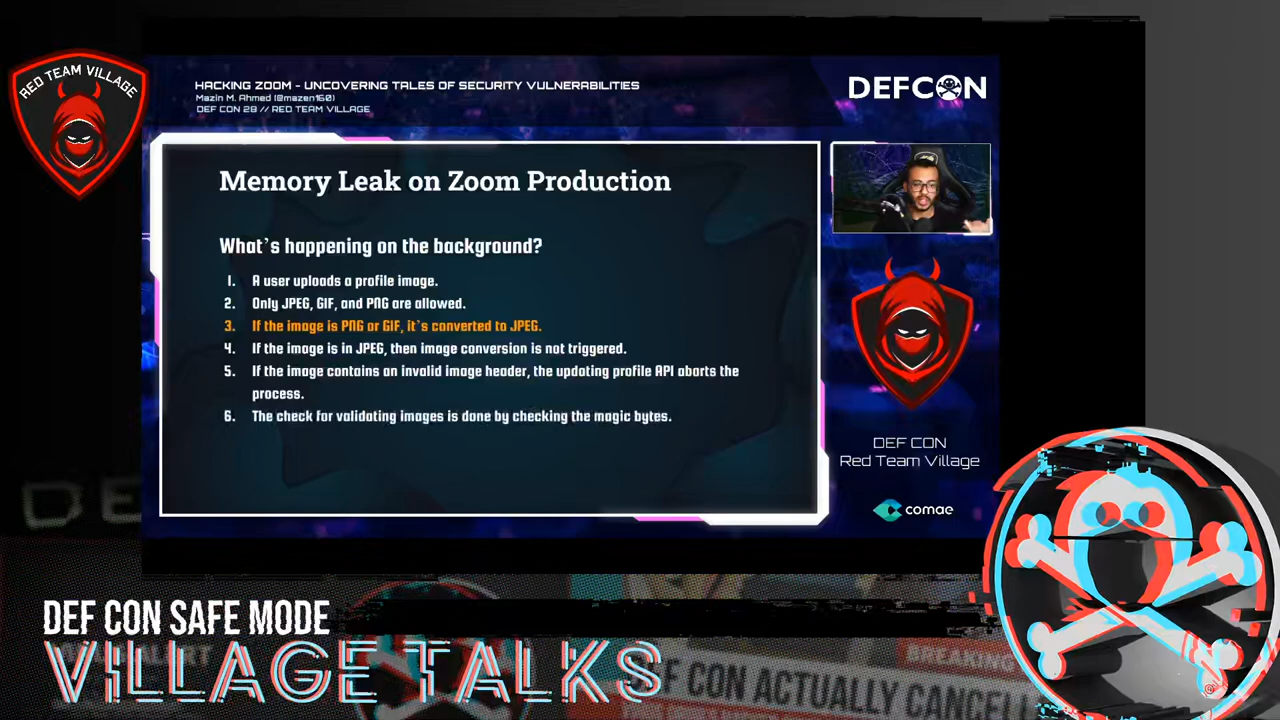 RED TEAM VILLAGE
HACKING ZOOM - UNCOVERING TALES OF SECURITY VULNERABILITIES
Mazin M. Ahmed (@mazen160)
DEF CON 28 // RED TEAM VILLAGE
DEFCON
Memory Leak on Zoom Production
What's happening on the background?
1. A user uploads a profile image.
2. Only JPEG, GIF, and PNG are allowed.
3. If the image is PNG or GIF, it's converted to JPEG.
4. If the image is in JPEG, then image conversion is not triggered.
5. If the image contains an invalid image header, the updating profile API aborts the
process.
6. The check for validating images is done by checking the magic bytes.
DEF CON
Red Team Village
comae
DEF CON SAFE MODE
VILLAGE TALKS
BREAKING
DEF CON ACTUALLY CANCELL